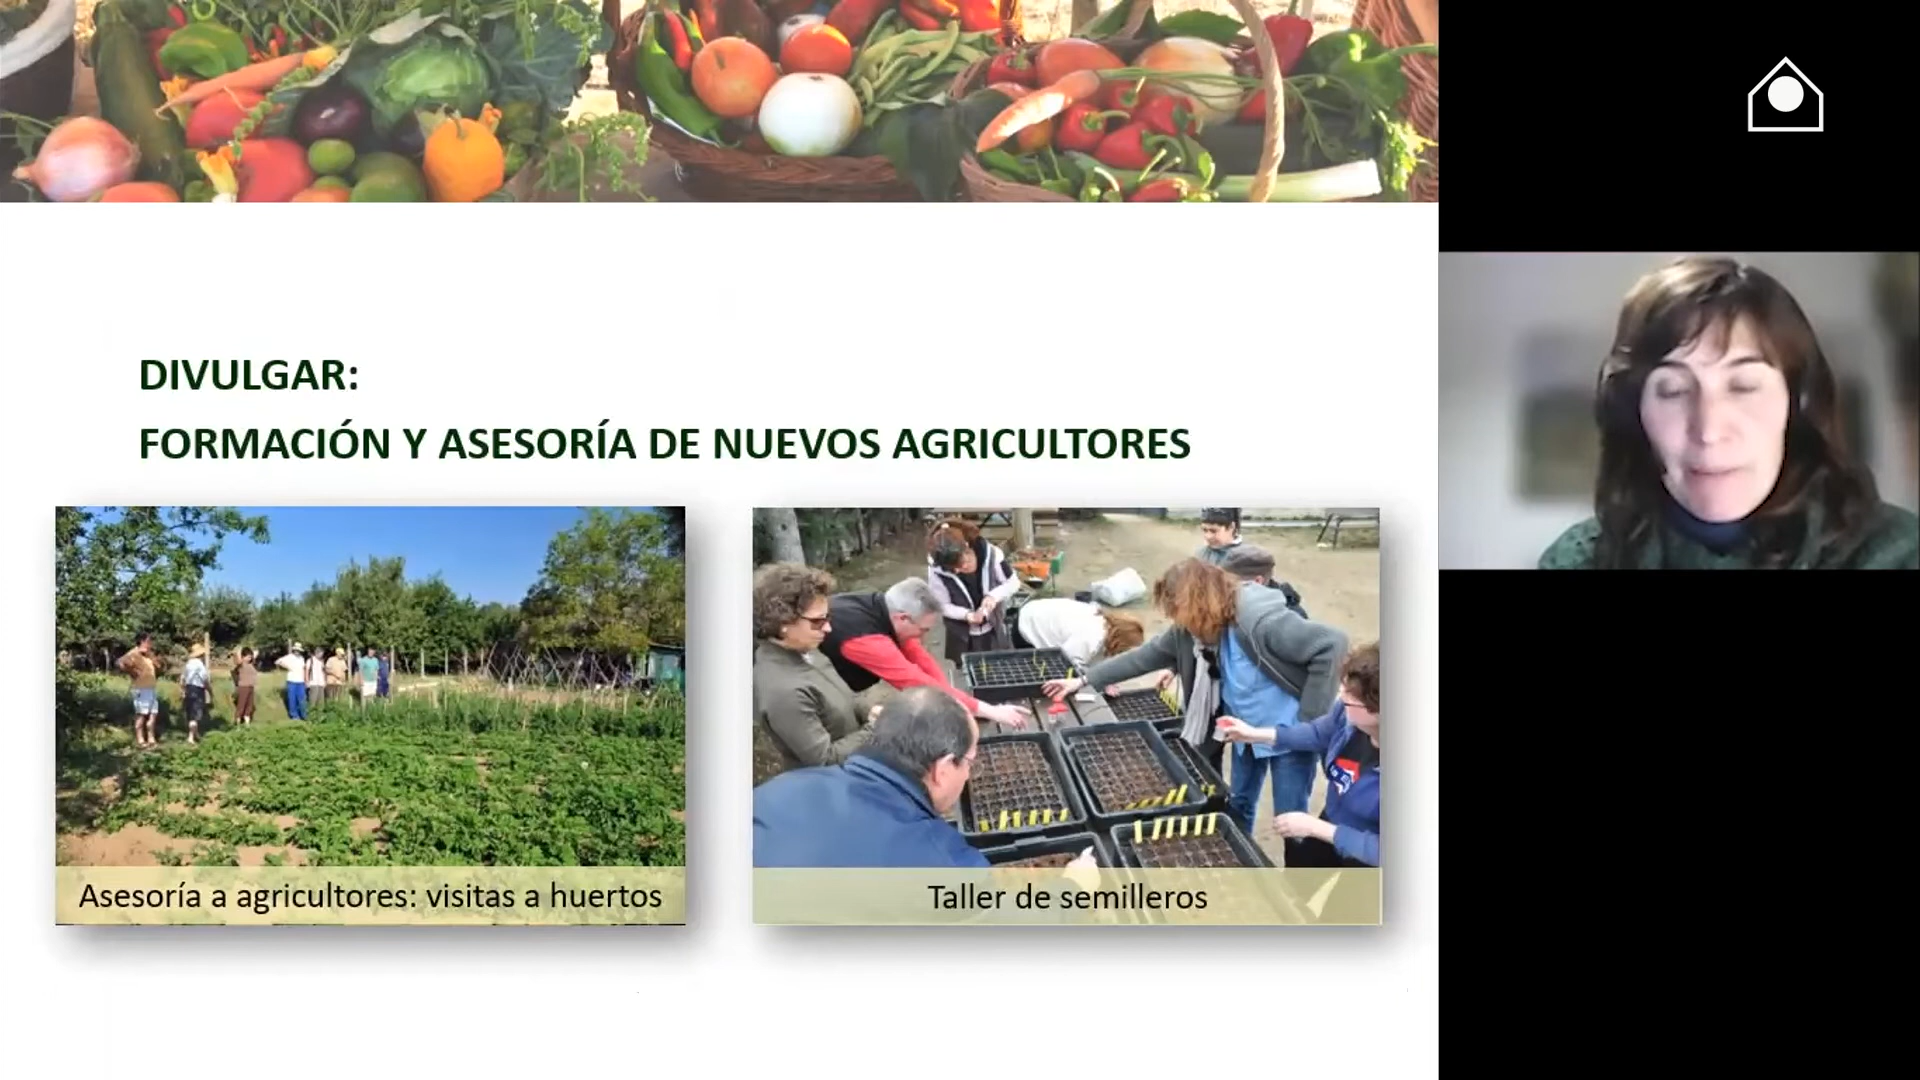 DIVULGAR:
FORMACIÓN Y ASESORÍA DE NUEVOS AGRICULTORES
Asesoría a agricultores: visitas a huertos
Taller de semilleros